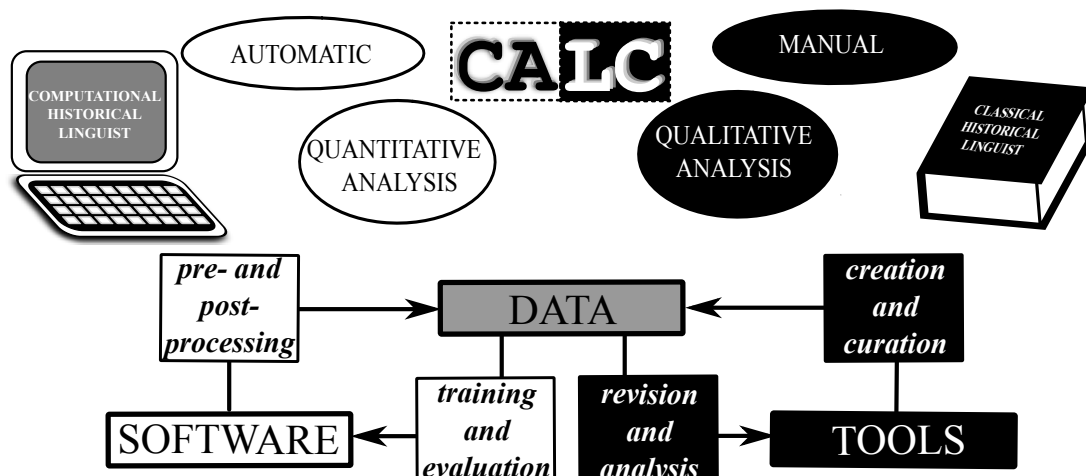 AUTOMATIC
CALC
MANUAL
COMPUTATIONAL
HISTORICAL
LINGUIST
QUANTITATIVE
ANALYSIS
QUALITATIVE
ANALYSIS
CLASSICAL
HISTORICAL
LINGUIST
pre- and
post-
processing
DATA
creation
and
curation
SOFTWARE
training
and
evaluation
revision
and
analysis
TOOLS